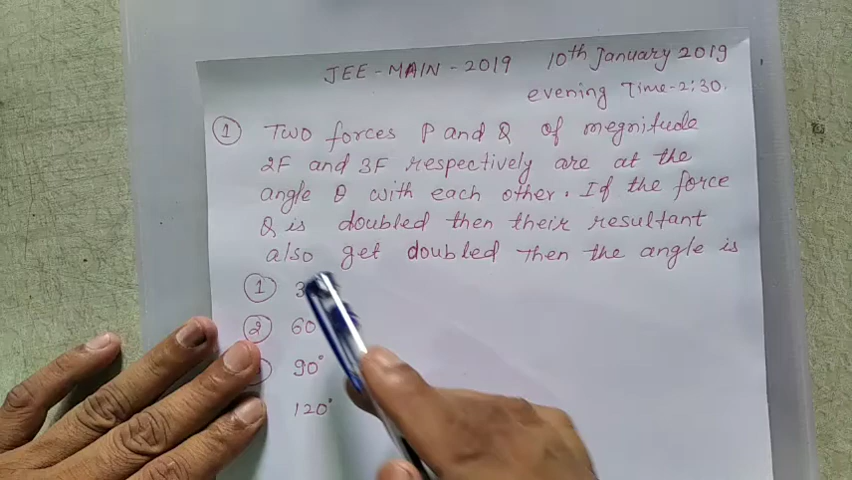 JEE-MAIN-2019 10th January 2019
evening Time-2:30.
1 Two forces P and Q of megnitude
2F and 3F respectively are at the
angle θ with each other. If the force
Q is doubled then their resultant
also get doubled then the angle is
1
2 60
90°
120°